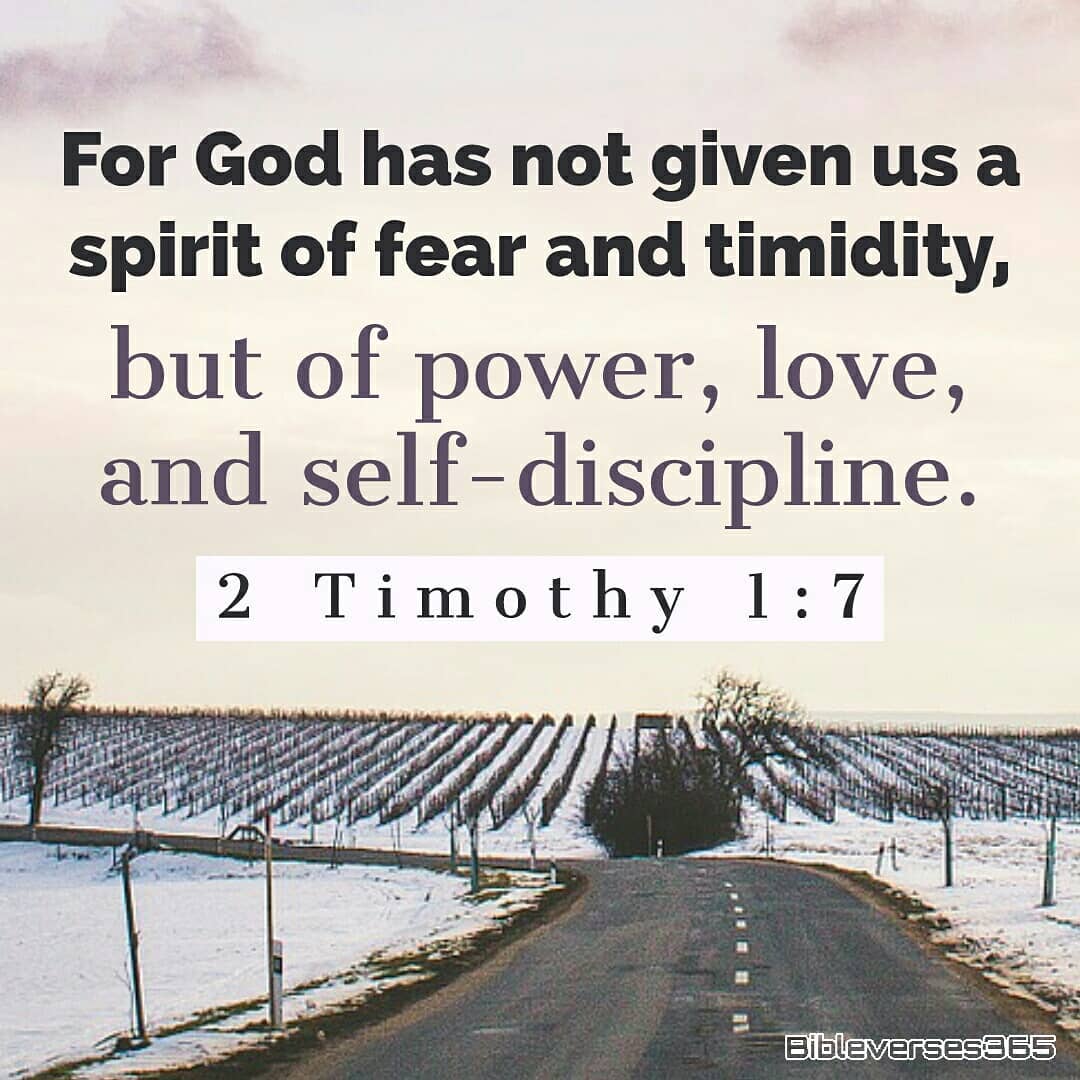 For God has not given us a
spirit of fear and timidity,
but of power, love,
and self-discipline.
2 Timothy 1:7
Bibleverses365